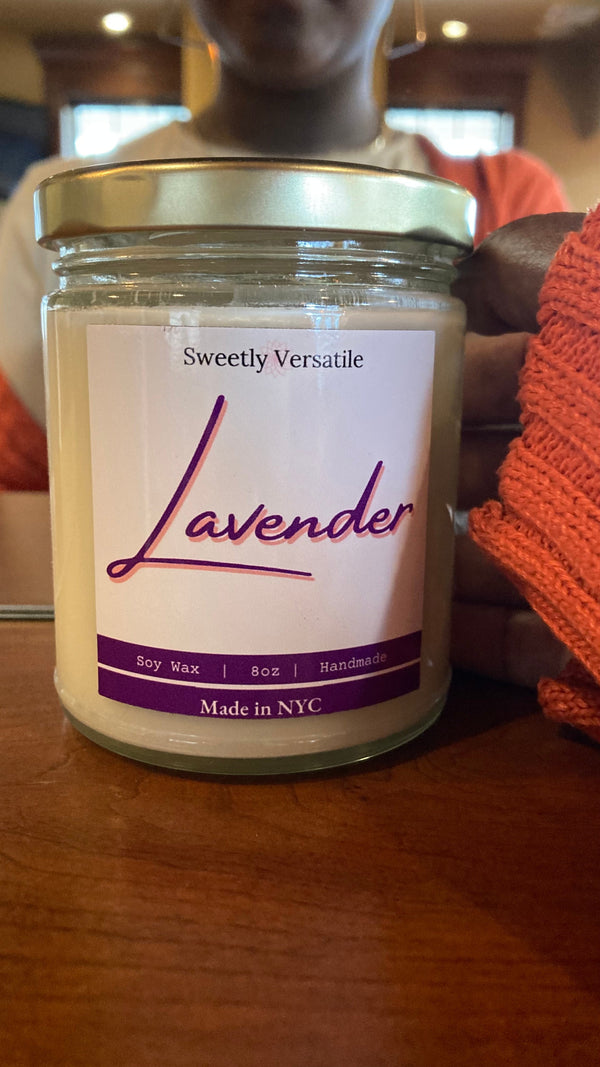 Sweetly Versatile
Lavender
Soy Wax | 8oz | Handmade
Made in NYC